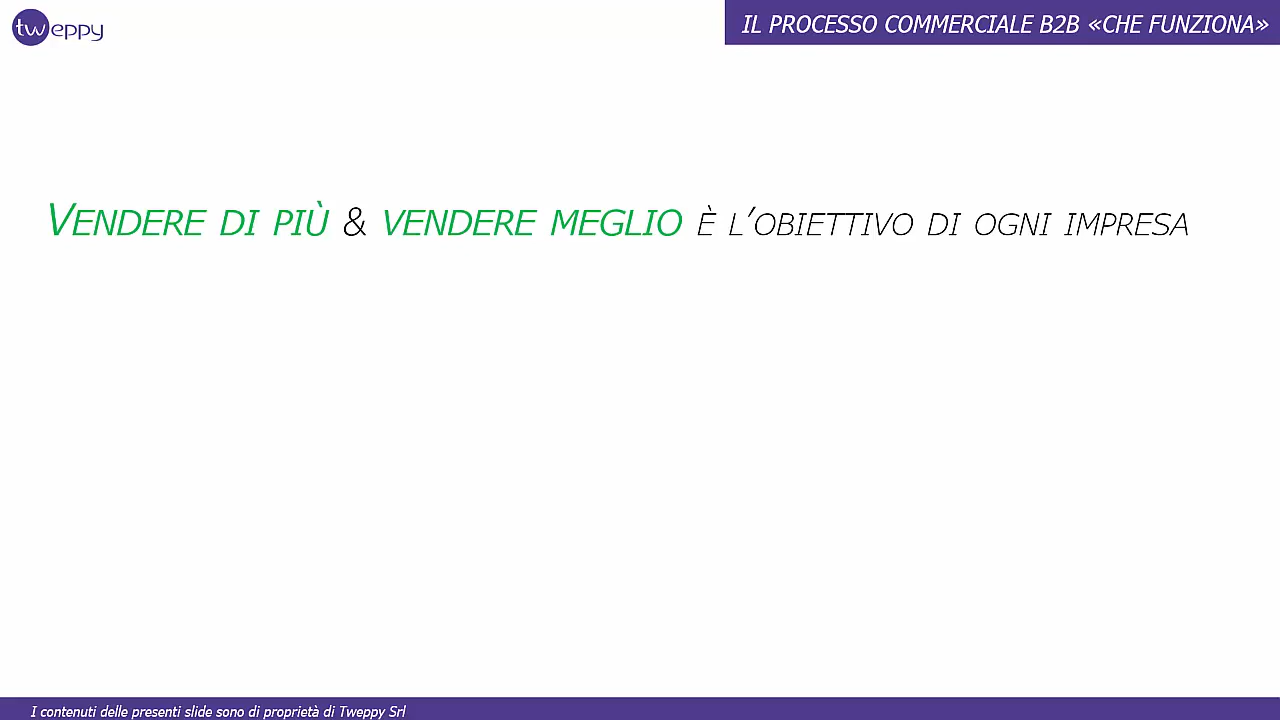 tweppy
IL PROCESSO COMMERCIALE B2B «CHE FUNZIONA»
VENDERE DI PIÙ & VENDERE MEGLIO È L'OBIETTIVO DI OGNI IMPRESA
I contenuti delle presenti slide sono di proprietà di Tweppy Srl